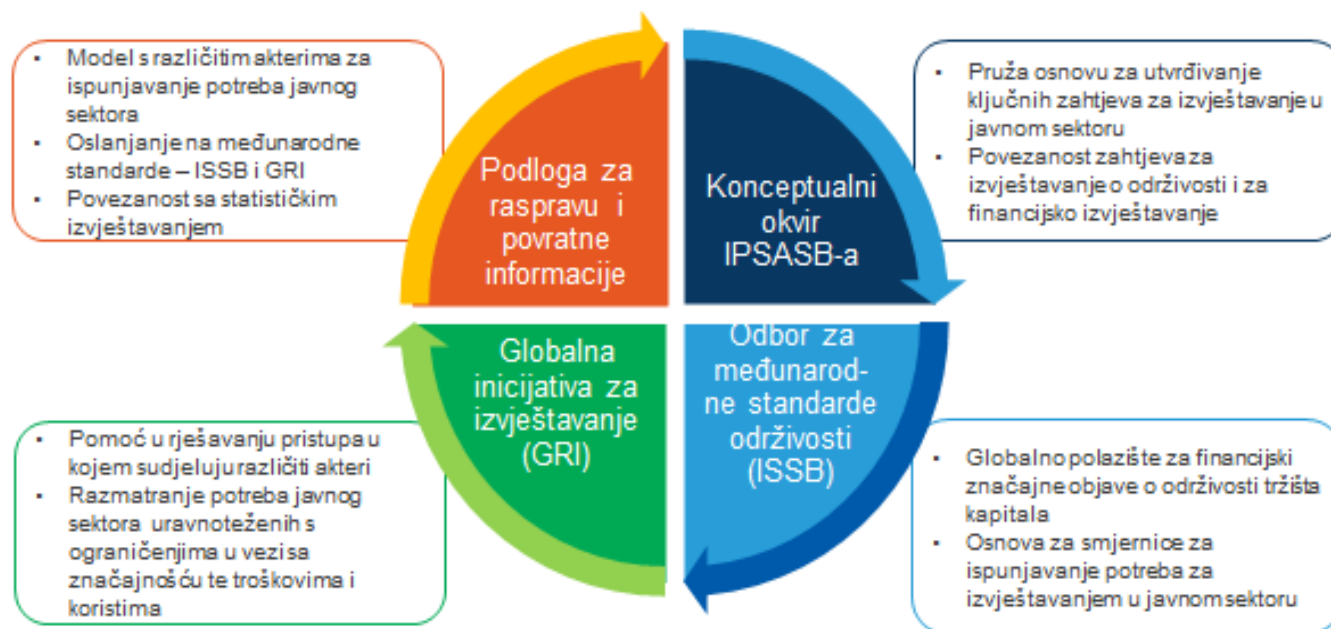 ▪ Model s različitim akterima za
ispunjavanje potreba javnog
sektora
▪ Oslanjanje na međunarodne
standarde – ISSB i GRI
▪ Povezanost sa statističkim
izvještavanjem
Podloga za
raspravu i
povratne
informacije
Konceptualni
okvir
IPSASB-a
▪ Pruža osnovu za utvrđivanje
ključnih zahtjeva za izvještavanje u
javnom sektoru
▪ Povezanost zahtjeva za
izvještavanje o održivosti i za
financijsko izvještavanje
Globalna
inicijativa za
izvještavanje
(GRI)
Odbor za
međunarod-
ne standarde
održivosti
(ISSB)
▪ Pomoć u rješavanju pristupa u
kojem sudjeluju različiti akteri
▪ Razmatranje potreba javnog
sektora uravnoteženih s
ograničenjima u vezi sa
značajnošću te troškovima i
koristima
▪ Globalno polazište za financijski
značajne objave o održivosti tržišta
kapitala
▪ Osnova za smjernice za
ispunjavanje potreba za
izvještavanjem u javnom sektoru